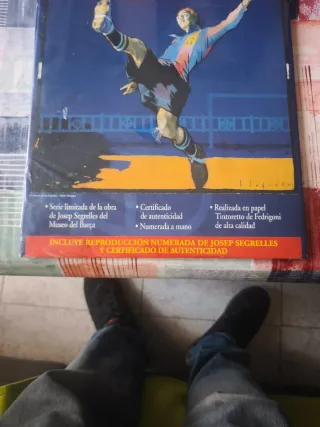 • Serie limitada de la obra
de Josep Segrelles del
Museo del Barça
• Certificado
de autenticidad
• Numerada a mano
• Realizada en papel
Tintoretto de Fedrigoni
de alta calidad
INCLUYE REPRODUCCIÓN NUMERADA DE JOSEP SEGRELLES
Y CERTIFICADO DE AUTENTICIDAD